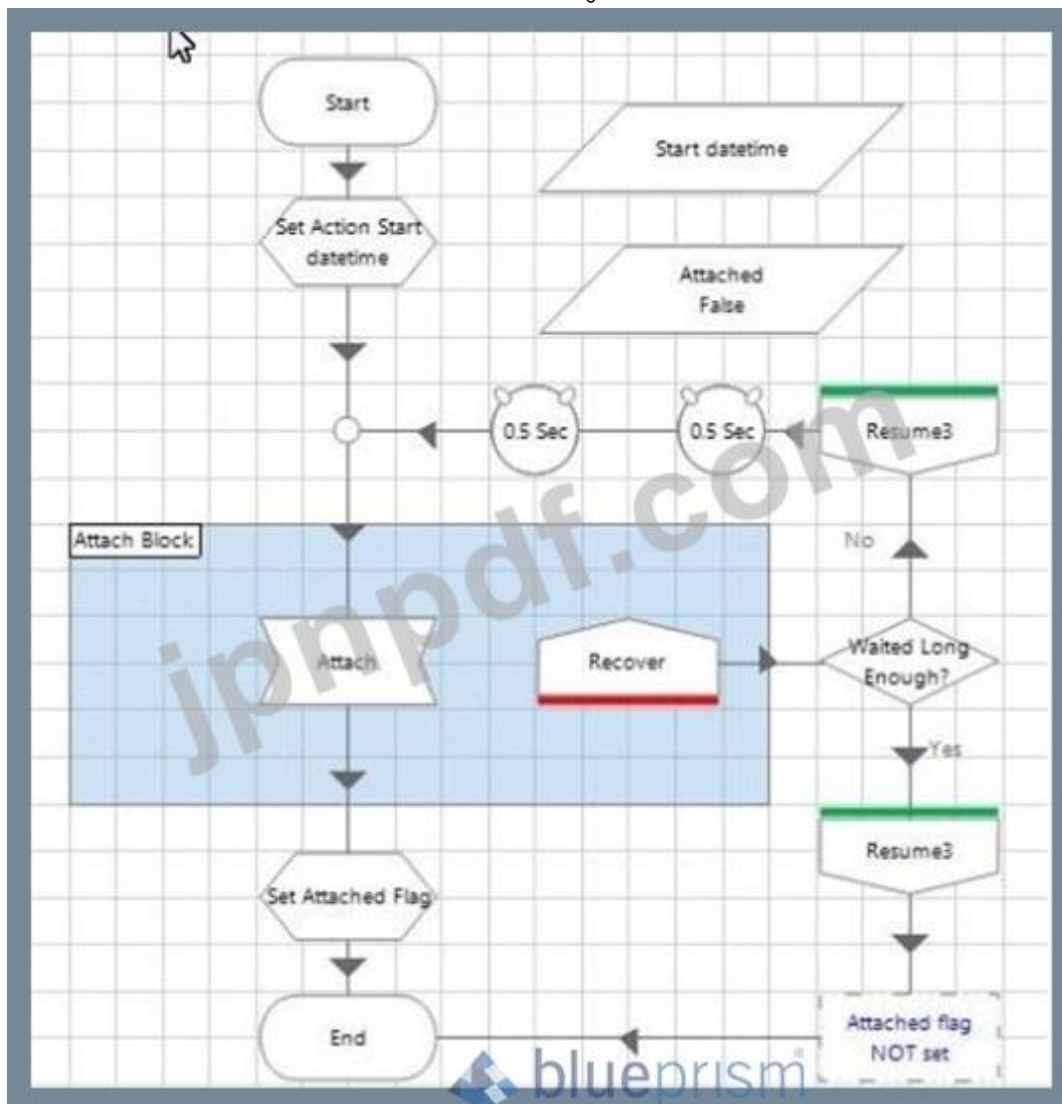 Start
Start datetime
Set Action Start
datetime
Attached
False
0.5 Sec
0.5 Sec
Resume3
Attach Block
No
Attach
Recover
Waited Long
Enough?
Yes
Resume3
Set Attached Flag
End
Attached flag
NOT set
blueprism
jpnpdf.com